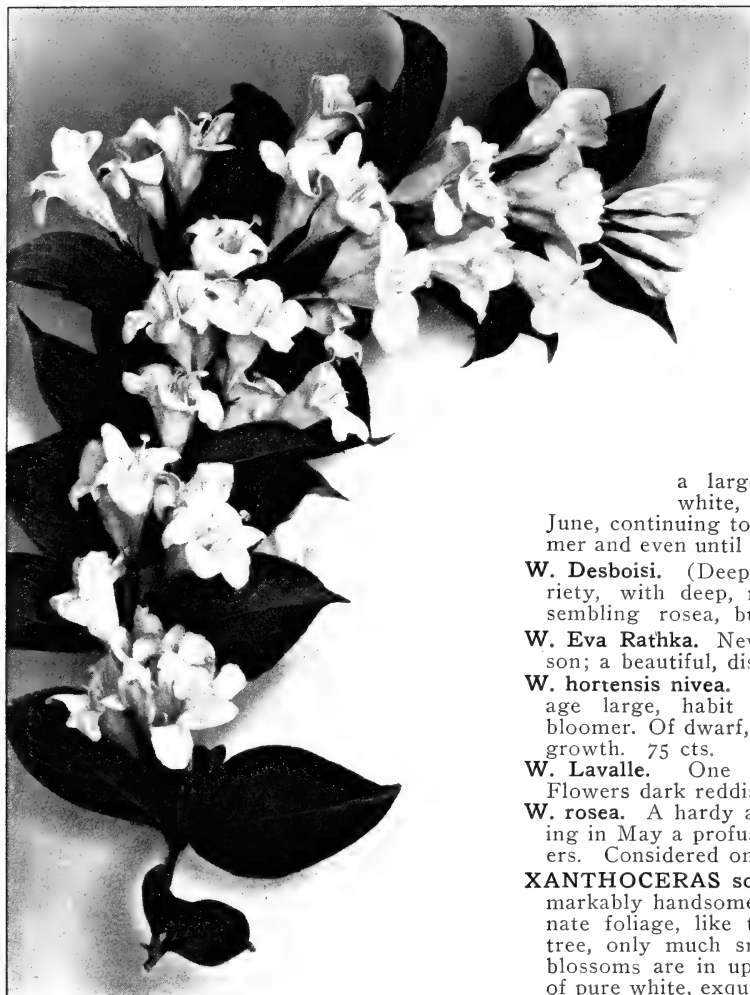 a larg
white,
June, continuing to
mer and even until
W. Desboisi. (Deep
riety, with deep, r
sembling rosea, bu
W. Eva Rathka. Nev
son; a beautiful, dis
W. hortensis nivea.
age large, habit
bloomer. Of dwarf,
growth. 75 cts.
W. Lavalle. One
Flowers dark reddis
W. rosea. A hardy a
ing in May a profus
ers. Considered on
XANTHOCERAS so
markably handsome
nate foliage, like t
tree, only much sn
blossoms are in up
of pure white, exqu